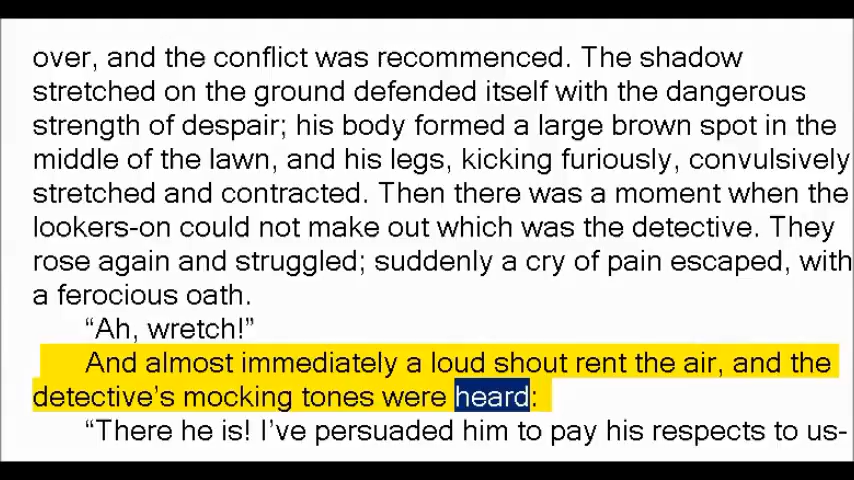 over, and the conflict was recommenced. The shadow
stretched on the ground defended itself with the dangerous
strength of despair; his body formed a large brown spot in the
middle of the lawn, and his legs, kicking furiously, convulsively
stretched and contracted. Then there was a moment when the
lookers-on could not make out which was the detective. They
rose again and struggled; suddenly a cry of pain escaped, with
a ferocious oath.
“Ah, wretch!”
And almost immediately a loud shout rent the air, and the
detective’s mocking tones were heard:
“There he is! I’ve persuaded him to pay his respects to us-